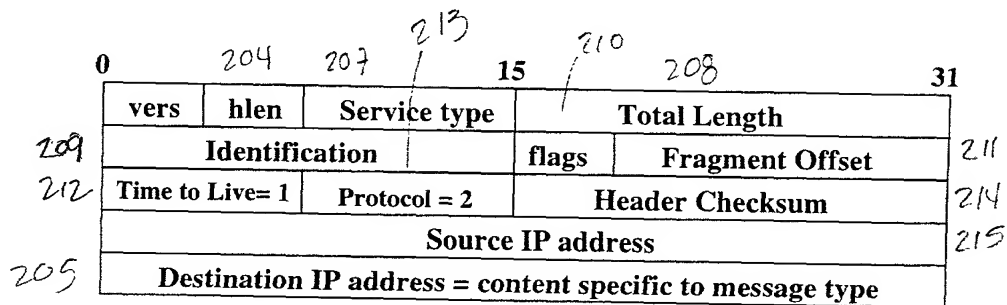 213
204 207 210 208
0 15 31
vers hlen Service type Total Length
209 Identification flags Fragment Offset 211
212 Time to Live= 1 Protocol = 2 Header Checksum 214
Source IP address 215
205 Destination IP address = content specific to message type